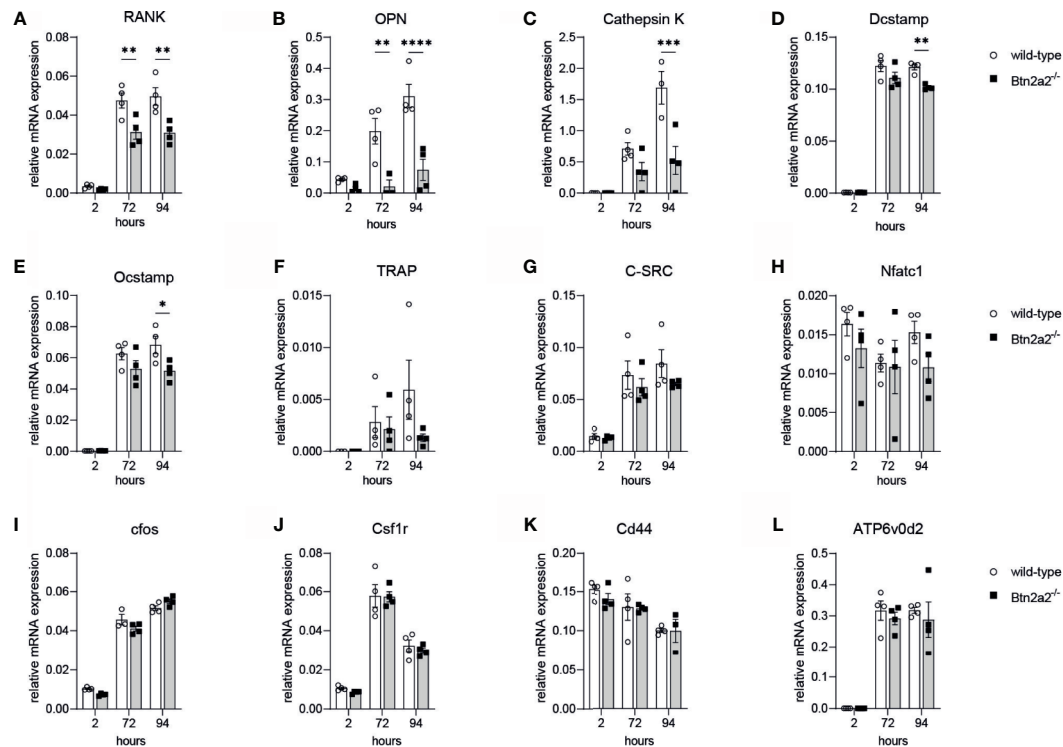 A RANK
relative mRNA expression
0.08
0.06
0.04
0.02
0.00
** **
2 72 94
hours
B OPN
relative mRNA expression
0.5
0.4
0.3
0.2
0.1
0.0
** ****
2 72 94
hours
C Cathepsin K
relative mRNA expression
2.5
2.0
1.5
1.0
0.5
0.0
***
2 72 94
hours
D Dcstamp
relative mRNA expression
0.15
0.10
0.05
0.00
**
2 72 94
hours
wild-type
Btn2a2-/-
E Ocstamp
relative mRNA expression
0.10
0.08
0.06
0.04
0.02
0.00
*
2 72 94
hours
F TRAP
relative mRNA expression
0.015
0.010
0.005
0.000
2 72 94
hours
G C-SRC
relative mRNA expression
0.15
0.10
0.05
0.00
2 72 94
hours
H Nfatc1
relative mRNA expression
0.020
0.015
0.010
0.005
0.000
2 72 94
hours
wild-type
Btn2a2-/-
I cfos
relative mRNA expression
0.08
0.06
0.04
0.02
0.00
2 72 94
hours
J Csf1r
relative mRNA expression
0.08
0.06
0.04
0.02
0.00
2 72 94
hours
K Cd44
relative mRNA expression
0.20
0.15
0.10
0.05
0.00
2 72 94
hours
L ATP6v0d2
relative mRNA expression
0.5
0.4
0.3
0.2
0.1
0.0
2 72 94
hours
wild-type
Btn2a2-/-